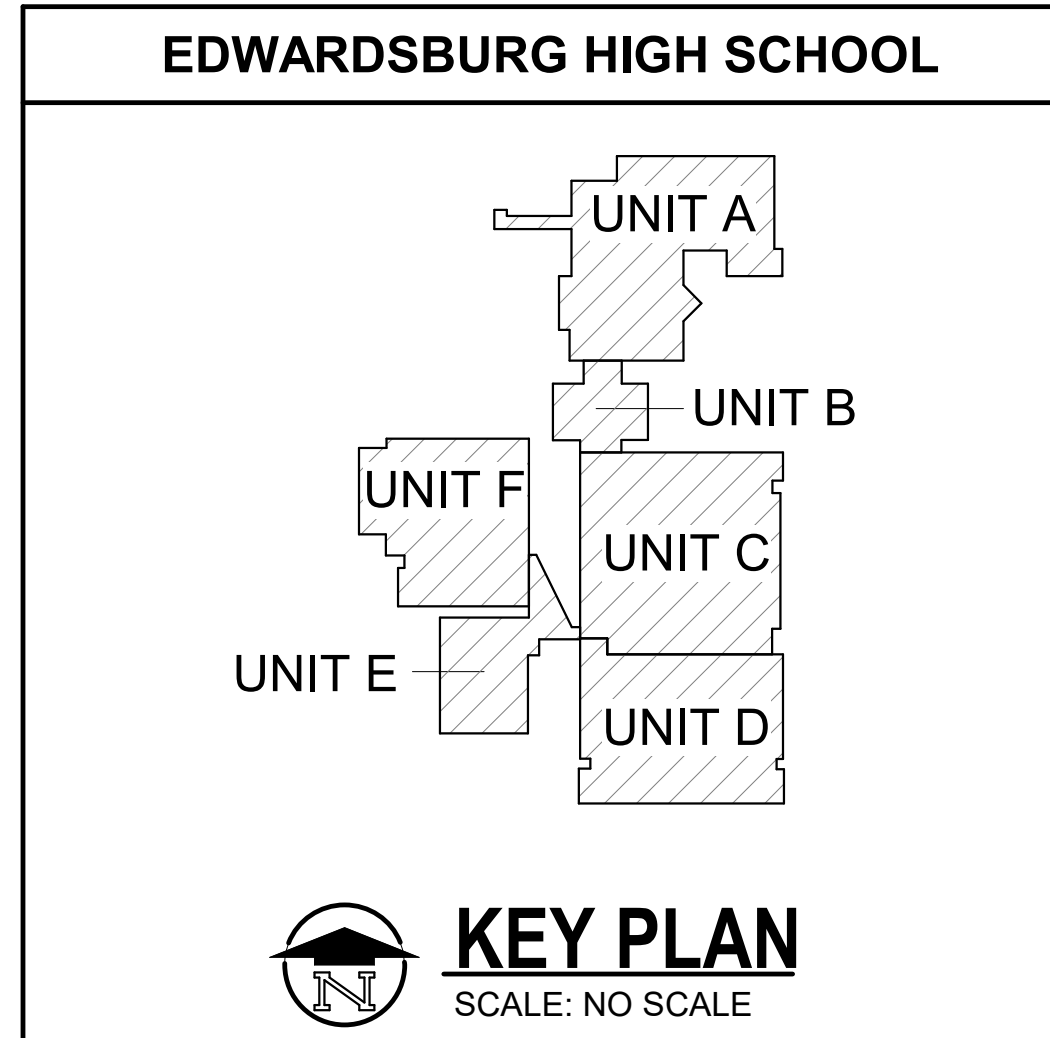 EDWARDSBURG HIGH SCHOOL
UNIT A
UNIT B
UNIT F
UNIT C
UNIT E
UNIT D
N
KEY PLAN
SCALE: NO SCALE